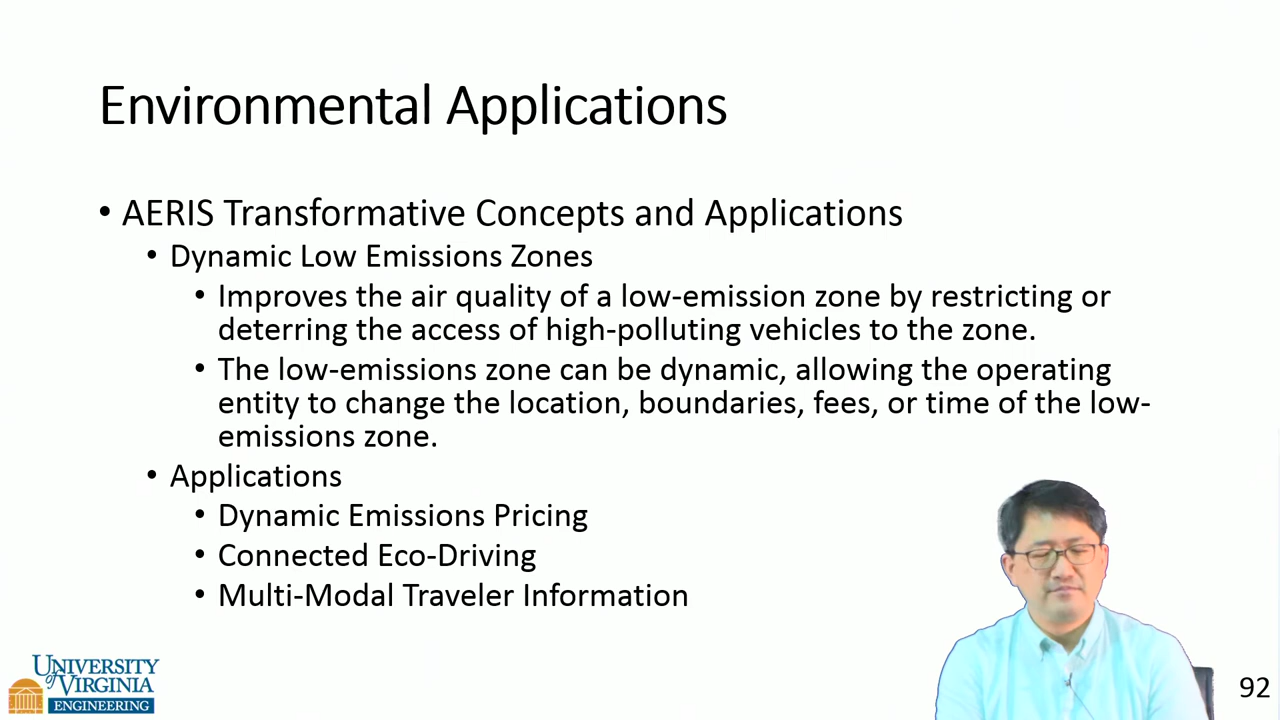 Environmental Applications
• AERIS Transformative Concepts and Applications
• Dynamic Low Emissions Zones
• Improves the air quality of a low-emission zone by restricting or
deterring the access of high-polluting vehicles to the zone.
• The low-emissions zone can be dynamic, allowing the operating
entity to change the location, boundaries, fees, or time of the low-
emissions zone.
• Applications
• Dynamic Emissions Pricing
• Connected Eco-Driving
• Multi-Modal Traveler Information
UNIVERSITY
of VIRGINIA
ENGINEERING
92